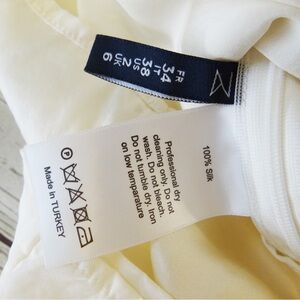 FR 34
IT 38
US 2
UK 6
100% Silk
Professional dry
cleaning only. Do not
wash. Do not bleach.
Do not tumble dry. Iron
on low temparature
P
Made in TURKEY